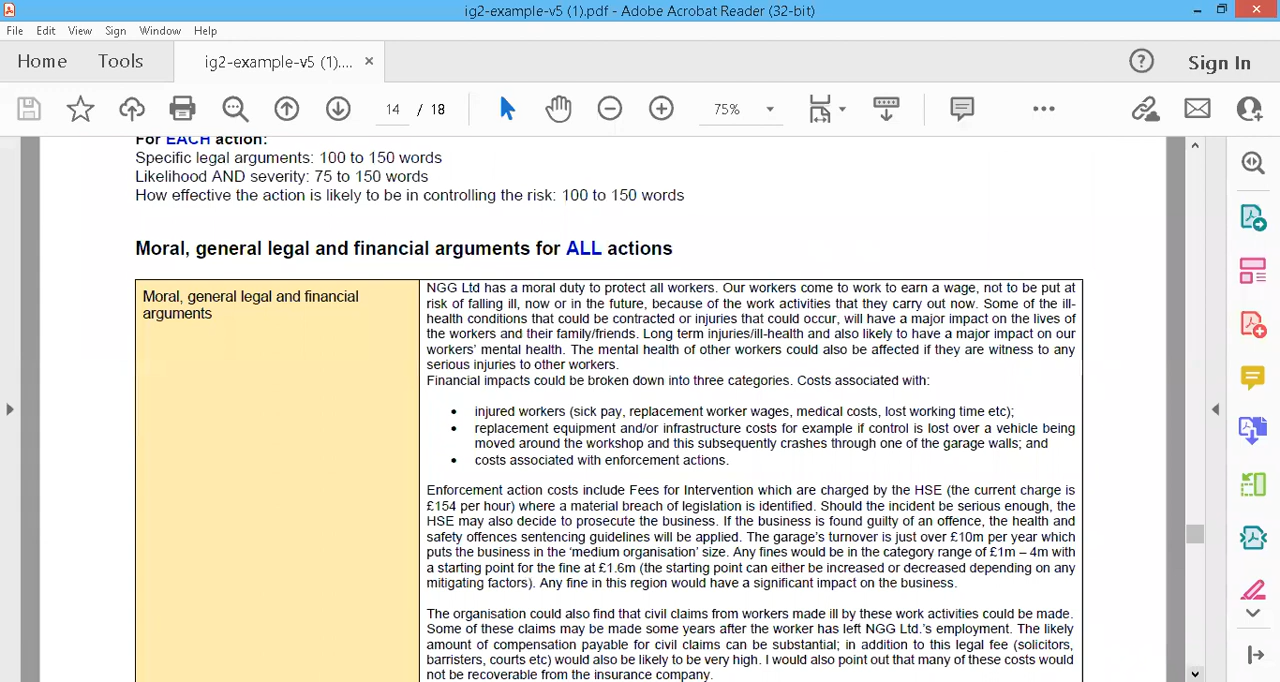 ig2-example-v5 (1).pdf - Adobe Acrobat Reader (32-bit)
File Edit View Sign Window Help
Home Tools ig2-example-v5 (1).... × ? Sign In
14 / 18 75%
For EACH action:
Specific legal arguments: 100 to 150 words
Likelihood AND severity: 75 to 150 words
How effective the action is likely to be in controlling the risk: 100 to 150 words
Moral, general legal and financial arguments for ALL actions
Moral, general legal and financial
arguments
NGG Ltd has a moral duty to protect all workers. Our workers come to work to earn a wage, not to be put at
risk of falling ill, now or in the future, because of the work activities that they carry out now. Some of the ill-
health conditions that could be contracted or injuries that could occur, will have a major impact on the lives of
the workers and their family/friends. Long term injuries/ill-health and also likely to have a major impact on our
workers' mental health. The mental health of other workers could also be affected if they are witness to any
serious injuries to other workers.
Financial impacts could be broken down into three categories. Costs associated with:
• injured workers (sick pay, replacement worker wages, medical costs, lost working time etc);
• replacement equipment and/or infrastructure costs for example if control is lost over a vehicle being
moved around the workshop and this subsequently crashes through one of the garage walls; and
• costs associated with enforcement actions.
Enforcement action costs include Fees for Intervention which are charged by the HSE (the current charge is
£154 per hour) where a material breach of legislation is identified. Should the incident be serious enough, the
HSE may also decide to prosecute the business. If the business is found guilty of an offence, the health and
safety offences sentencing guidelines will be applied. The garage's turnover is just over £10m per year which
puts the business in the 'medium organisation' size. Any fines would be in the category range of £1m – 4m with
a starting point for the fine at £1.6m (the starting point can either be increased or decreased depending on any
mitigating factors). Any fine in this region would have a significant impact on the business.
The organisation could also find that civil claims from workers made ill by these work activities could be made.
Some of these claims may be made some years after the worker has left NGG Ltd.'s employment. The likely
amount of compensation payable for civil claims can be substantial; in addition to this legal fee (solicitors,
barristers, courts etc) would also be likely to be very high. I would also point out that many of these costs would
not be recoverable from the insurance company.